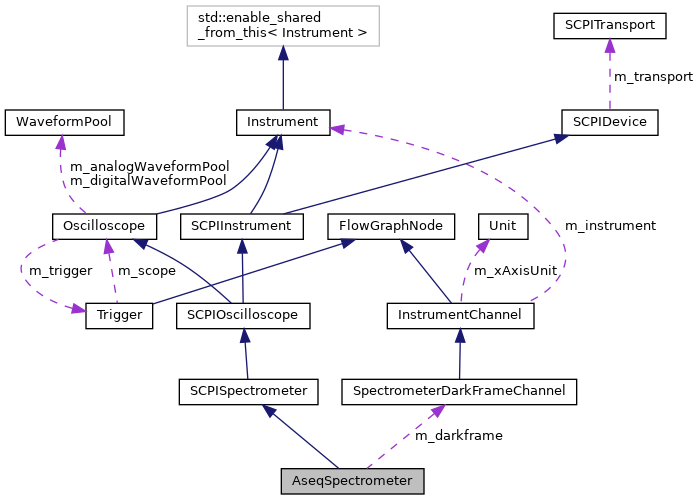 std::enable_shared
_from_this< Instrument >
SCPITransport
m_transport
WaveformPool
Instrument
SCPIDevice
m_analogWaveformPool
m_digitalWaveformPool
Oscilloscope
SCPIInstrument
FlowGraphNode
Unit
m_instrument
m_trigger
m_scope
m_xAxisUnit
Trigger
SCPIOscilloscope
InstrumentChannel
SCPISpectrometer
SpectrometerDarkFrameChannel
m_darkframe
AseqSpectrometer